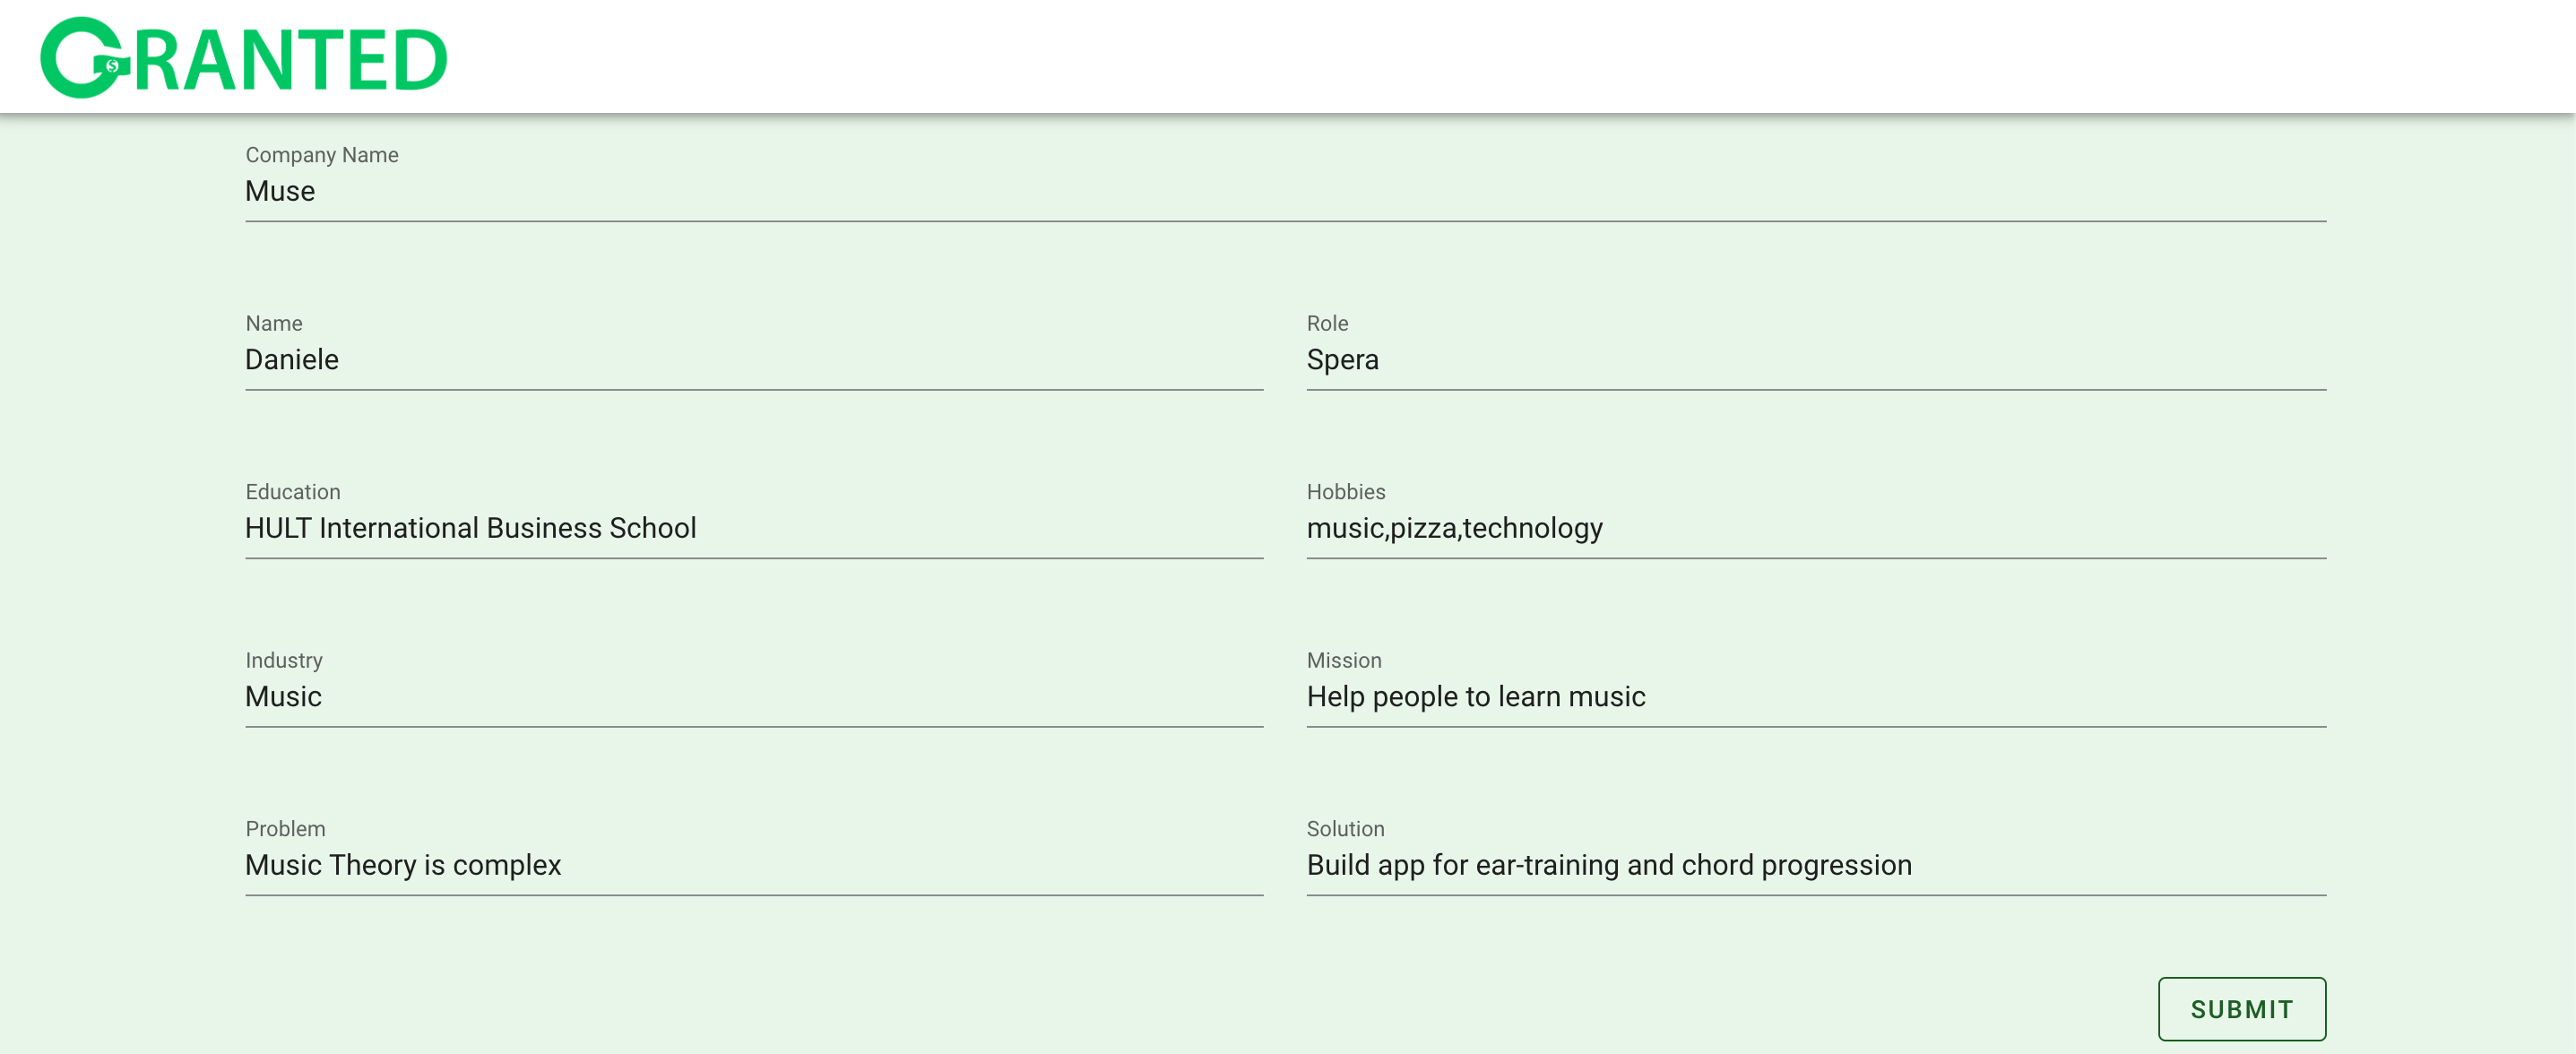 GRANTED
Company Name
Muse
Name
Daniele
Role
Spera
Education
HULT International Business School
Hobbies
music,pizza,technology
Industry
Music
Mission
Help people to learn music
Problem
Music Theory is complex
Solution
Build app for ear-training and chord progression
SUBMIT